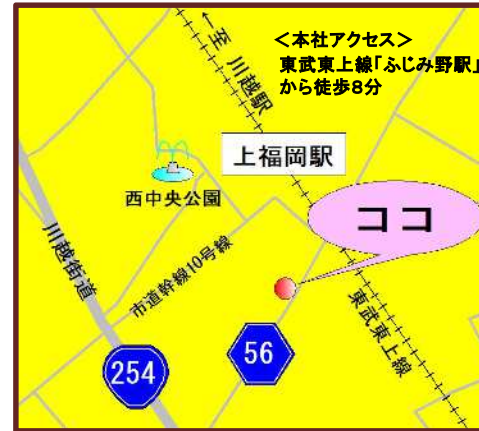 ＜本社アクセス＞
東武東上線「ふじみ野駅」
から徒歩8分
←至 川越駅
上福岡駅
西中央公園
ココ
川越街道
市道幹線10号線
東武東上線
56
254